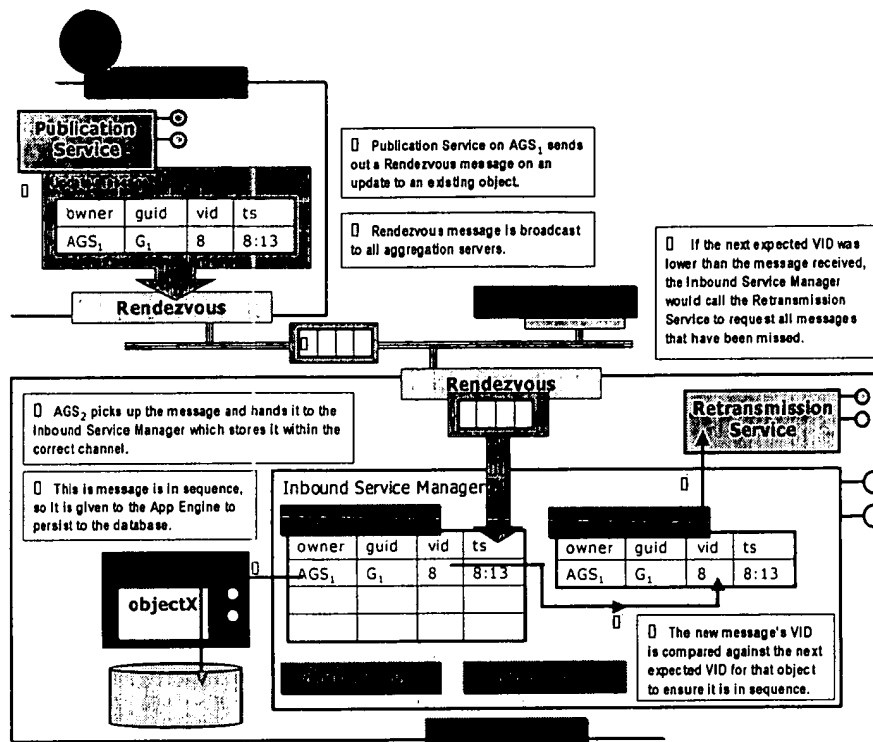 Publication
Service
owner guid vid ts
AGS₁ G₁ 8 8:13
Rendezvous
▯ Publication Service on AGS₁ sends
out a Rendezvous message on an
update to an existing object.
▯ Rendezvous message is broadcast
to all aggregation servers.
▯ If the next expected VID was
lower than the message received,
the Inbound Service Manager
would call the Retransmission
Service to request all messages
that have been missed.
Rendezvous
▯ AGS₂ picks up the message and hands it to the
Inbound Service Manager which stores it within the
correct channel.
▯ This is message is in sequence,
so it is given to the App Engine to
persist to the database.
Retransmission
Service
Inbound Service Manager
owner guid vid ts
AGS₁ G₁ 8 8:13
owner guid vid ts
AGS₁ G₁ 8 8:13
objectX
▯ The new message's VID
is compared against the next
expected VID for that object
to ensure it is in sequence.